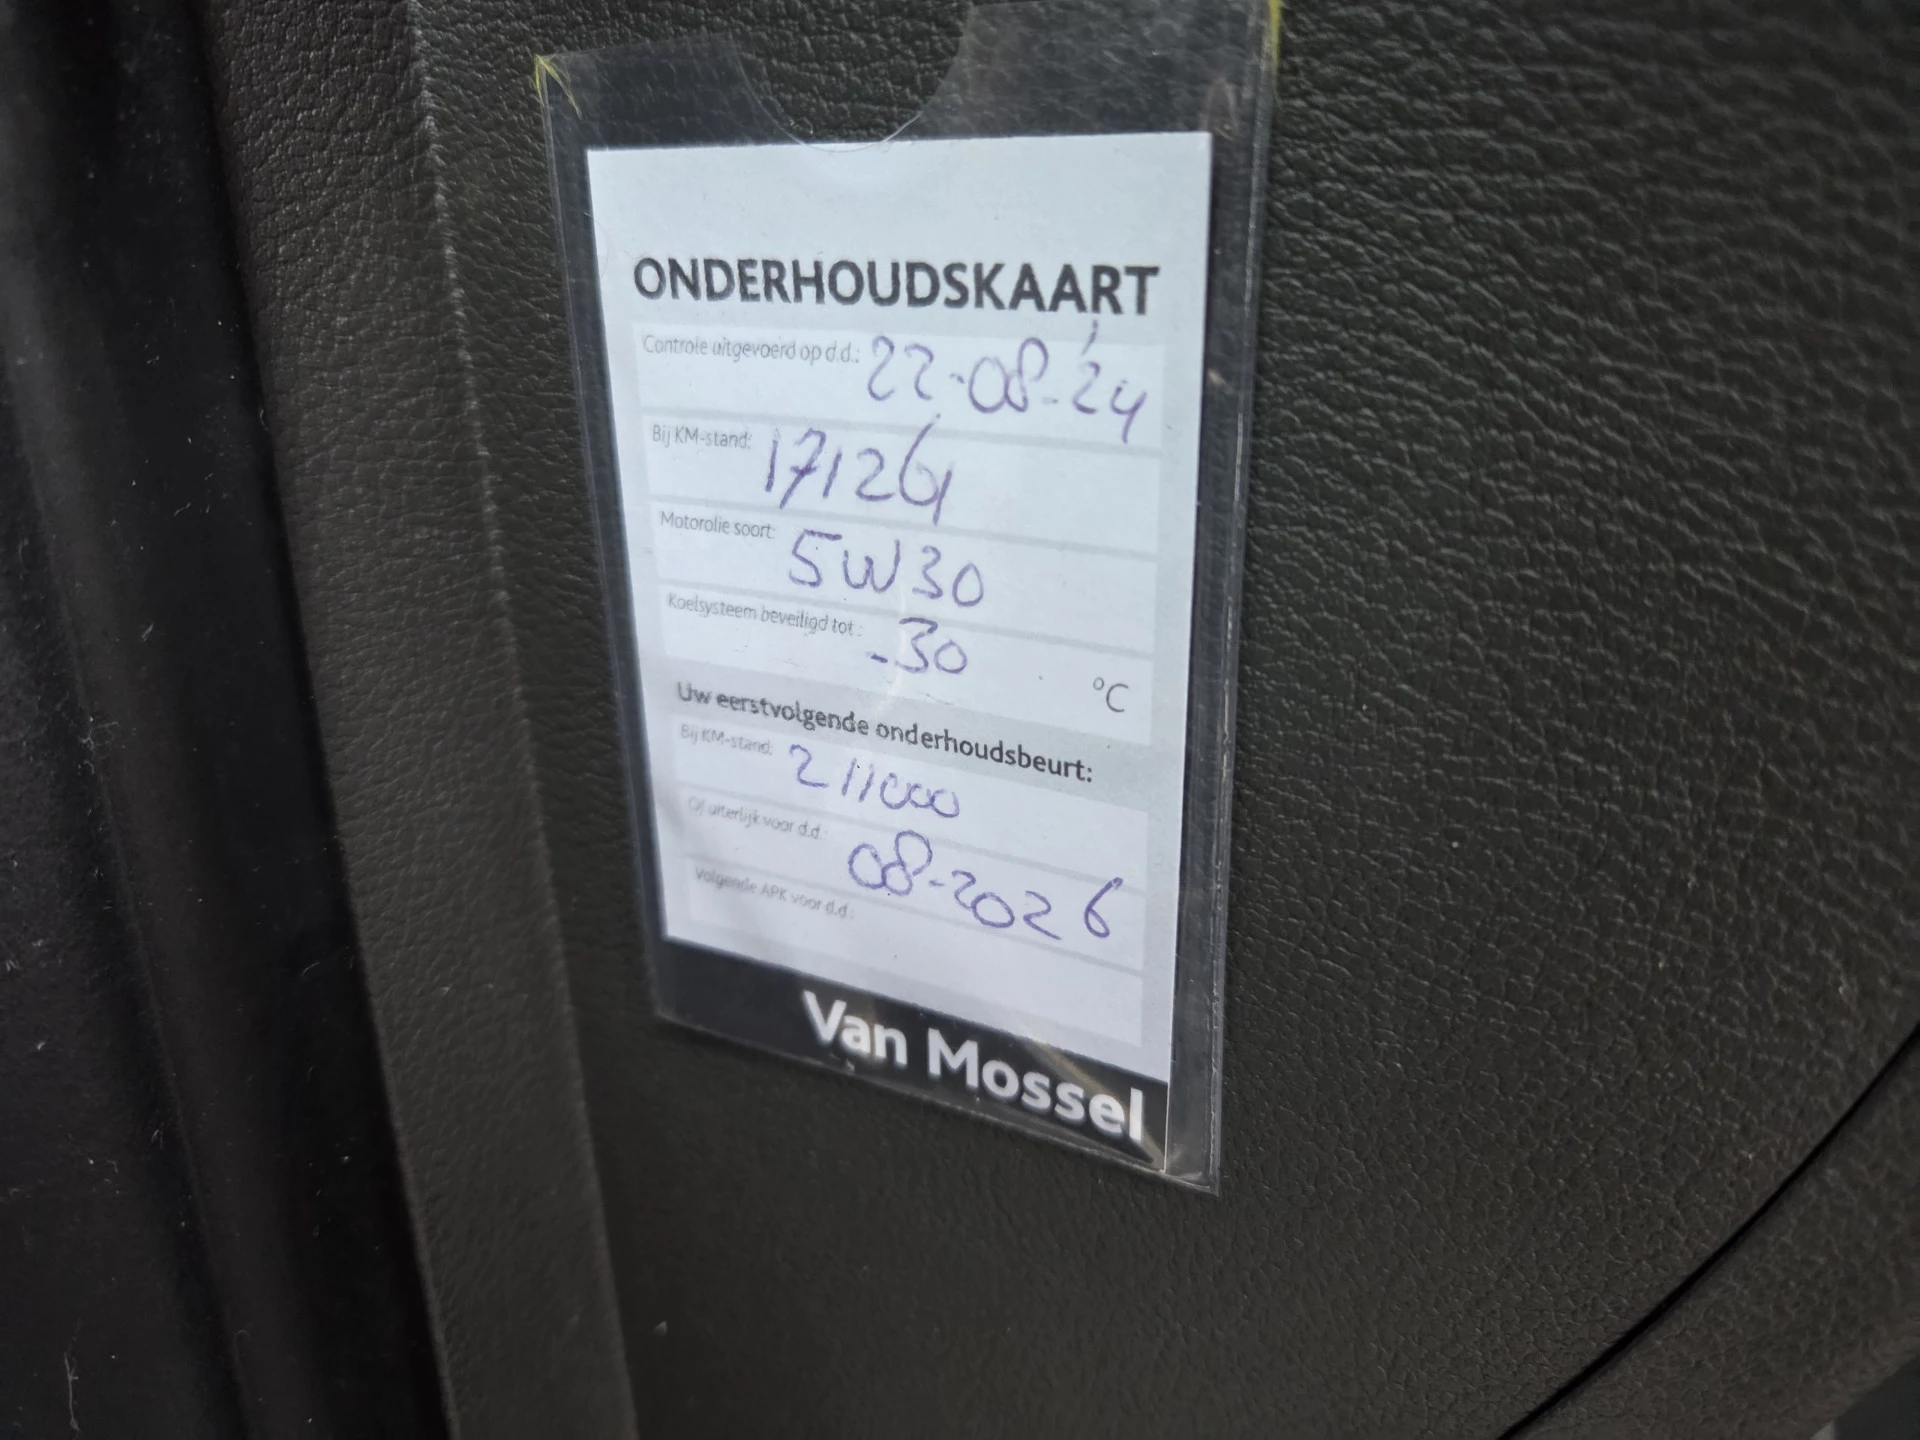 ONDERHOUDSKAART
Controle uitgevoerd op d.d.: 22-08-'24
Bij KM-stand: 171261
Motorolie soort: 5W30
Koelsysteem beveiligd tot: -30 °C
Uw eerstvolgende onderhoudsbeurt:
Bij KM-stand: 211000
Of uiterlijk voor d.d.: 08-2026
Volgende APK voor d.d.:
Van Mossel